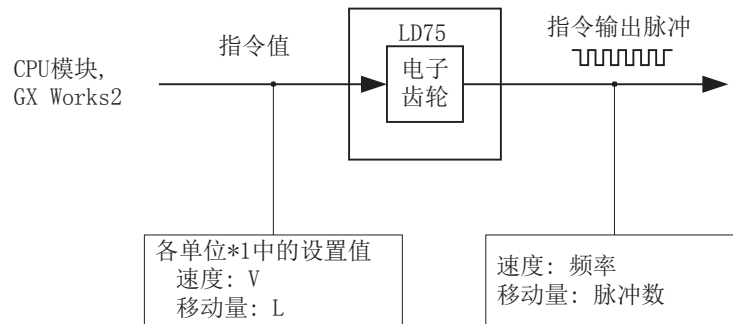 指令值
LD75
指令输出脉冲
CPU模块,
GX Works2
电子
齿轮
各单位*1中的设置值
速度: V
移动量: L
速度: 频率
移动量: 脉冲数